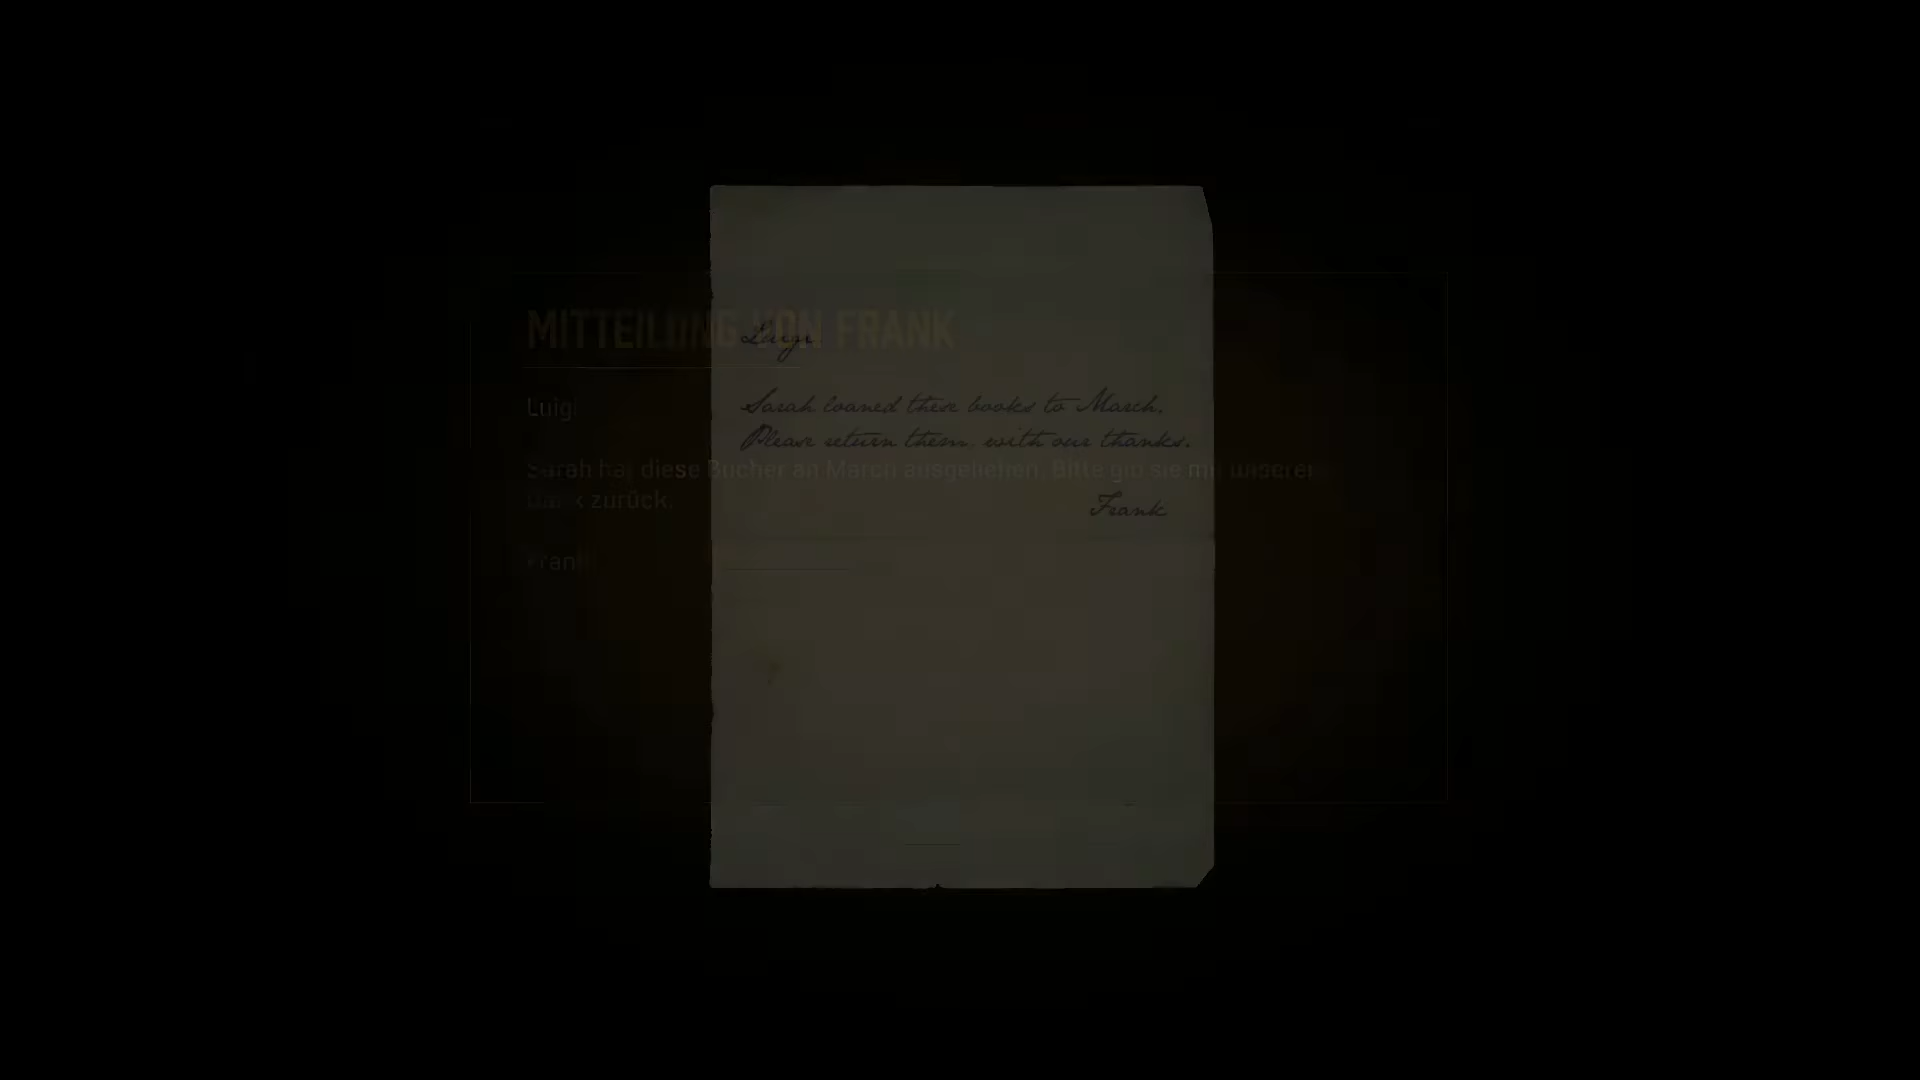 MITTEILUNG VON FRANK
Luigi
Sarah hat diese Bücher an March ausgeliehen. Bitte gib sie mit unserem
Dank zurück.
Frank
Luigi
Sarah loaned these books to March.
Please return them, with our thanks.
Frank